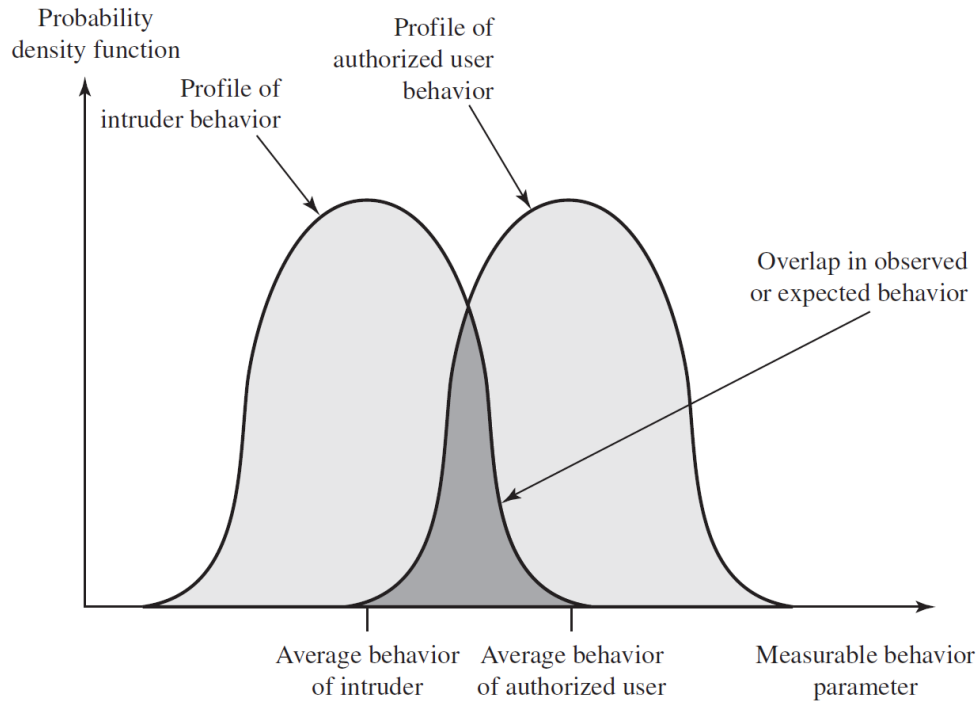 Probability
density function
Profile of
intruder behavior
Profile of
authorized user
behavior
Overlap in observed
or expected behavior
Average behavior
of intruder
Average behavior
of authorized user
Measurable behavior
parameter